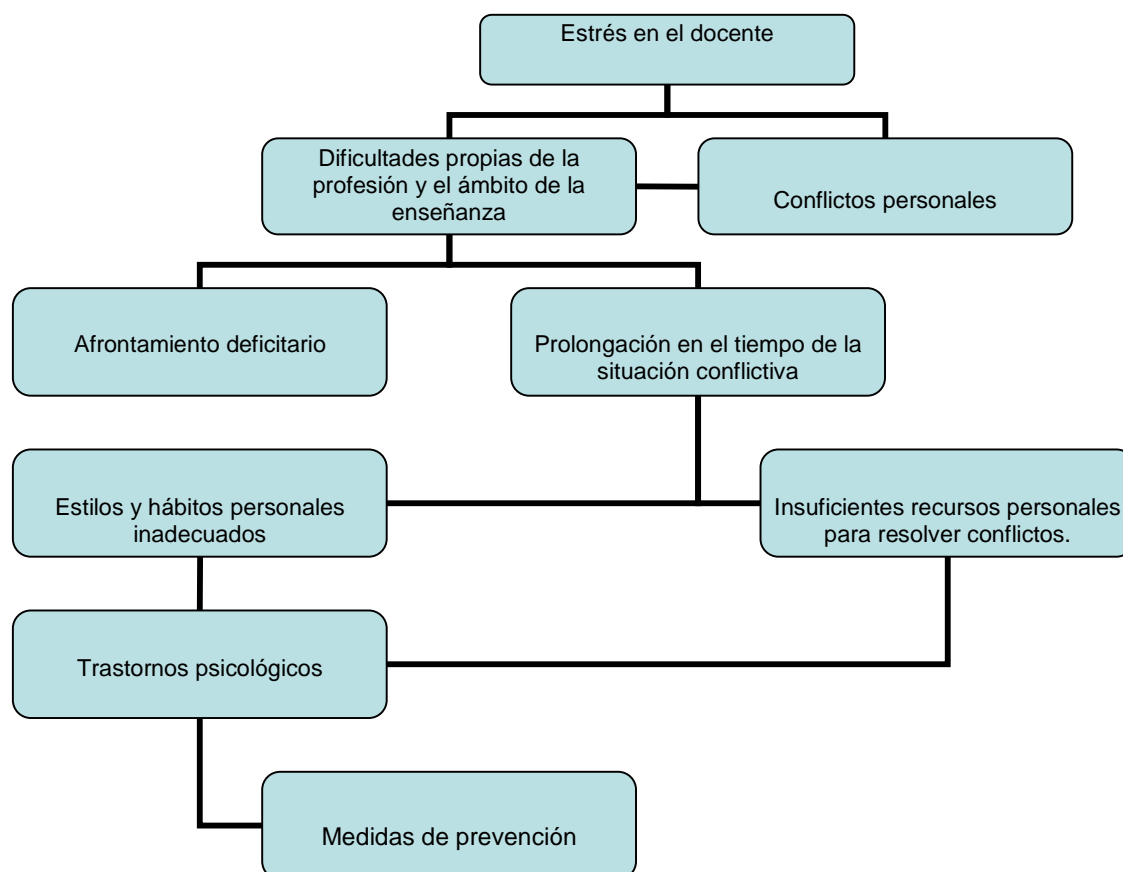 Estrés en el docente
Dificultades propias de la
profesión y el ámbito de la
enseñanza
Conflictos personales
Afrontamiento deficitario
Prolongación en el tiempo de la
situación conflictiva
Estilos y hábitos personales
inadecuados
Insuficientes recursos personales
para resolver conflictos.
Trastornos psicológicos
Medidas de prevención